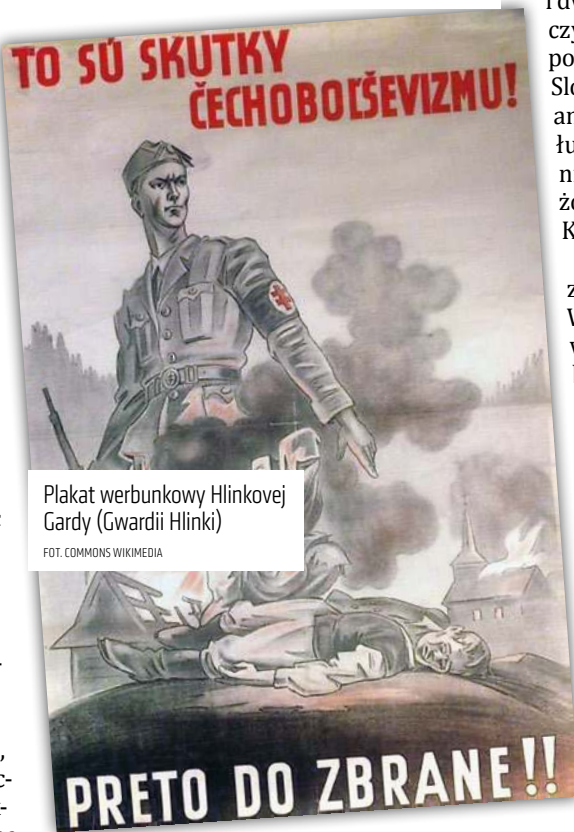 TO SÚ SKUTKY
ČECHOBOĽŠEVIZMU!
Plakat werbunkowy Hlinkovej
Gardy (Gwardii Hlinki)
FOT. COMMONS WIKIMEDIA
PRETO DO ZBRANE!!